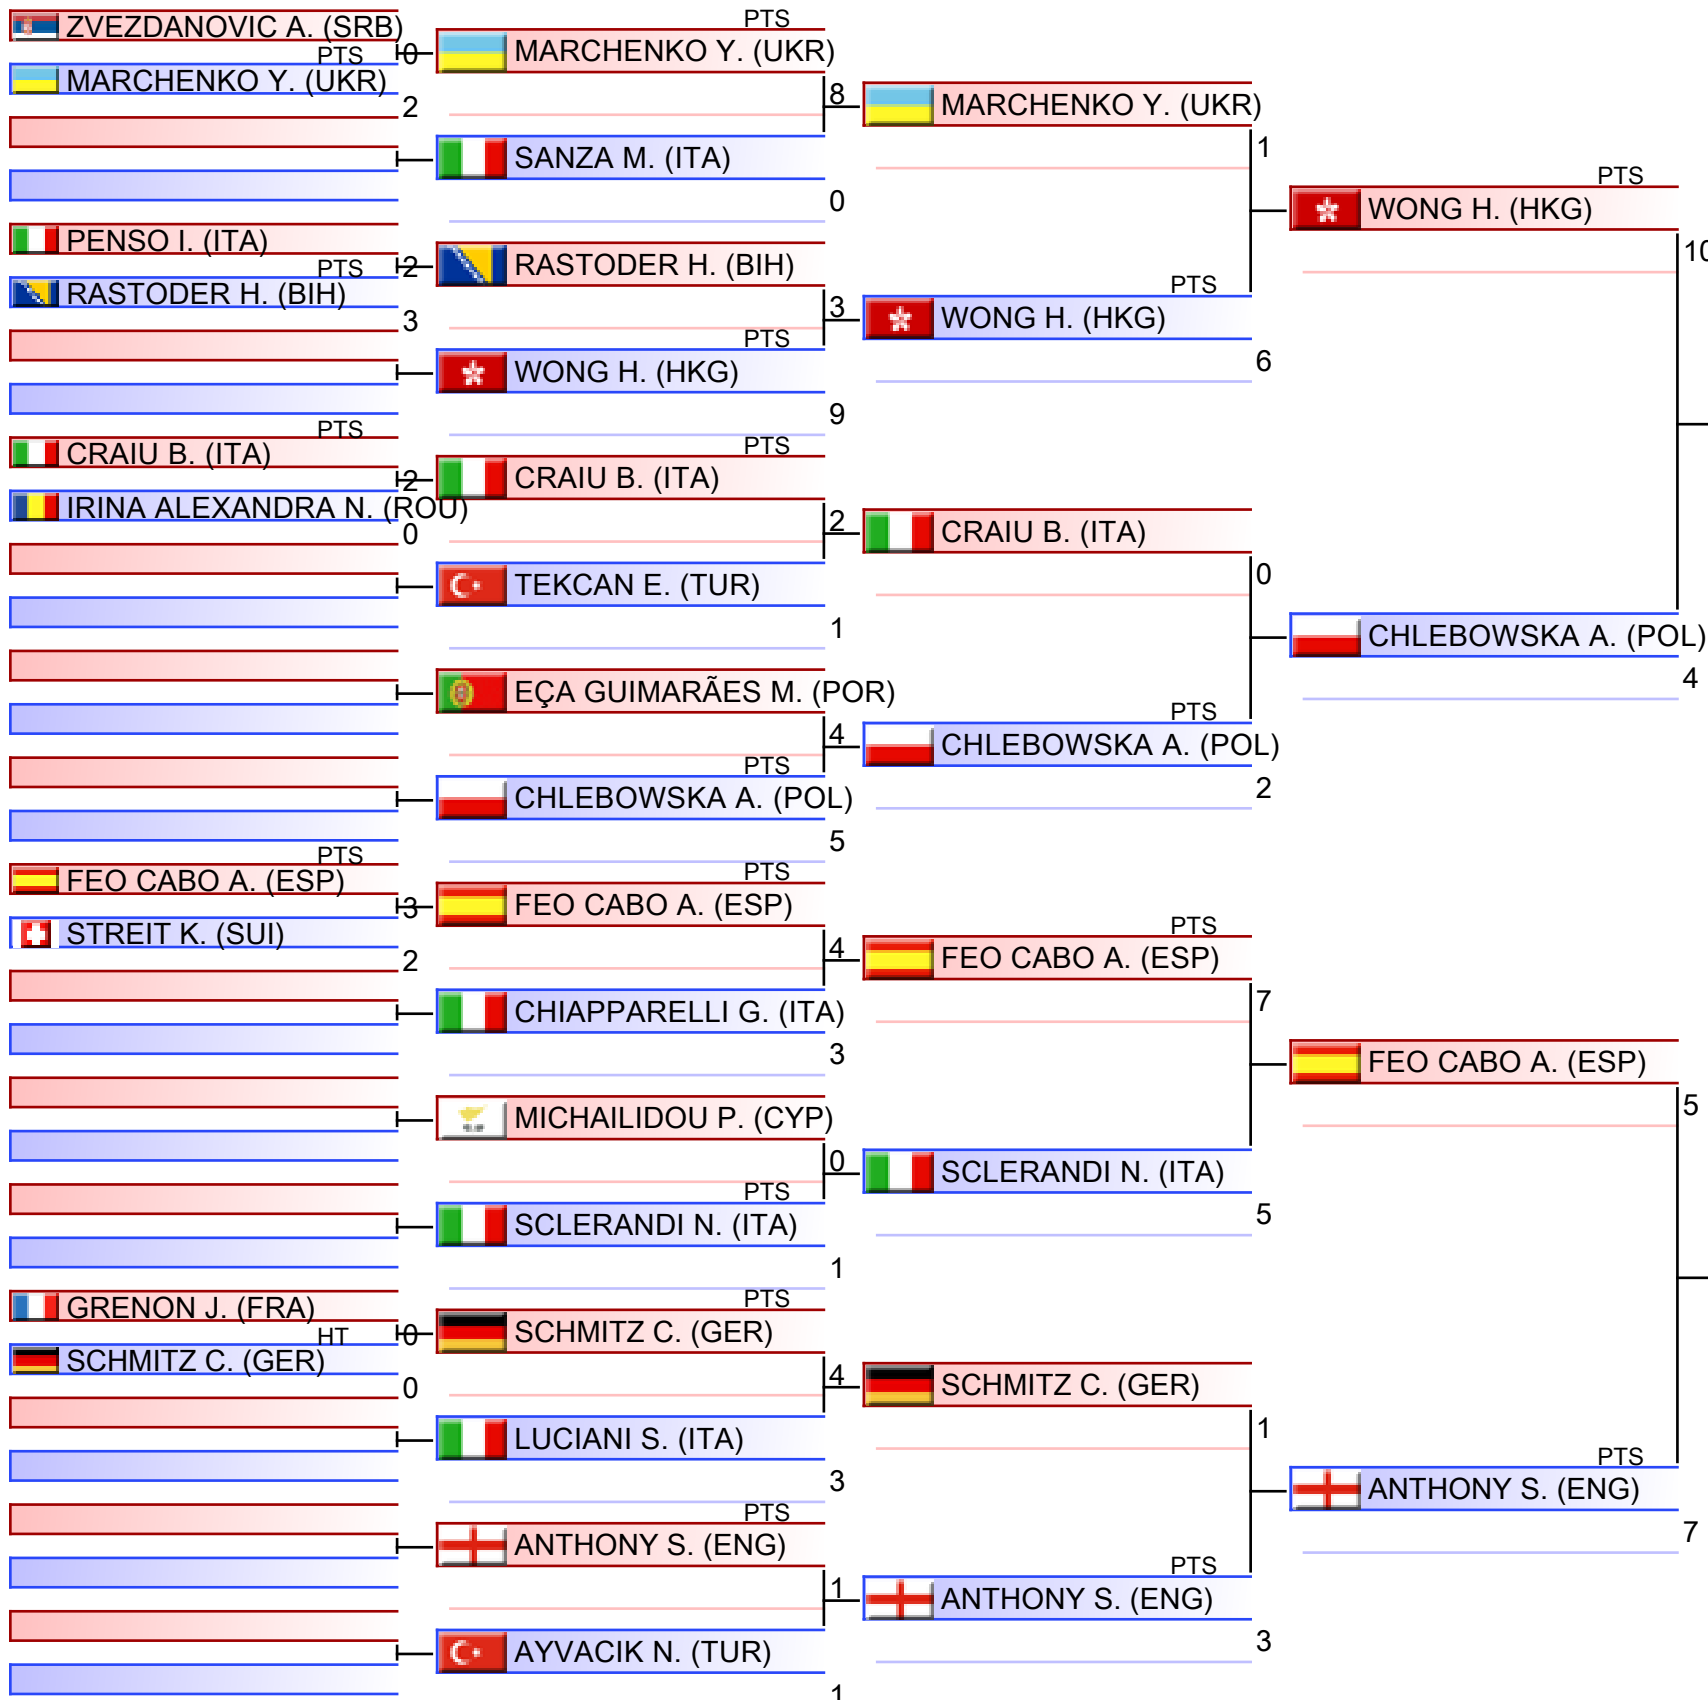 ZVEZDANOVIC A. (SRB)
PTS 0
MARCHENKO Y. (UKR)
2
PENSO I. (ITA)
PTS 2
RASTODER H. (BIH)
3
PTS
CRAIU B. (ITA)
2
IRINA ALEXANDRA N. (ROU)
0
PTS
FEO CABO A. (ESP)
3
STREIT K. (SUI)
2
GRENON J. (FRA)
HT 0
SCHMITZ C. (GER)
0
PTS
MARCHENKO Y. (UKR)
8
SANZA M. (ITA)
0
RASTODER H. (BIH)
3
PTS
WONG H. (HKG)
9
PTS
CRAIU B. (ITA)
2
TEKCAN E. (TUR)
1
EÇA GUIMARÃES M. (POR)
4
PTS
CHLEBOWSKA A. (POL)
5
PTS
FEO CABO A. (ESP)
4
CHIAPPARELLI G. (ITA)
3
MICHAILIDOU P. (CYP)
0
PTS
SCLERANDI N. (ITA)
1
PTS
SCHMITZ C. (GER)
4
LUCIANI S. (ITA)
3
PTS
ANTHONY S. (ENG)
1
AYVACIK N. (TUR)
1
MARCHENKO Y. (UKR)
1
PTS
WONG H. (HKG)
6
CRAIU B. (ITA)
0
PTS
CHLEBOWSKA A. (POL)
2
PTS
FEO CABO A. (ESP)
7
SCLERANDI N. (ITA)
5
SCHMITZ C. (GER)
1
PTS
ANTHONY S. (ENG)
3
PTS
WONG H. (HKG)
10
CHLEBOWSKA A. (POL)
4
FEO CABO A. (ESP)
5
PTS
ANTHONY S. (ENG)
7